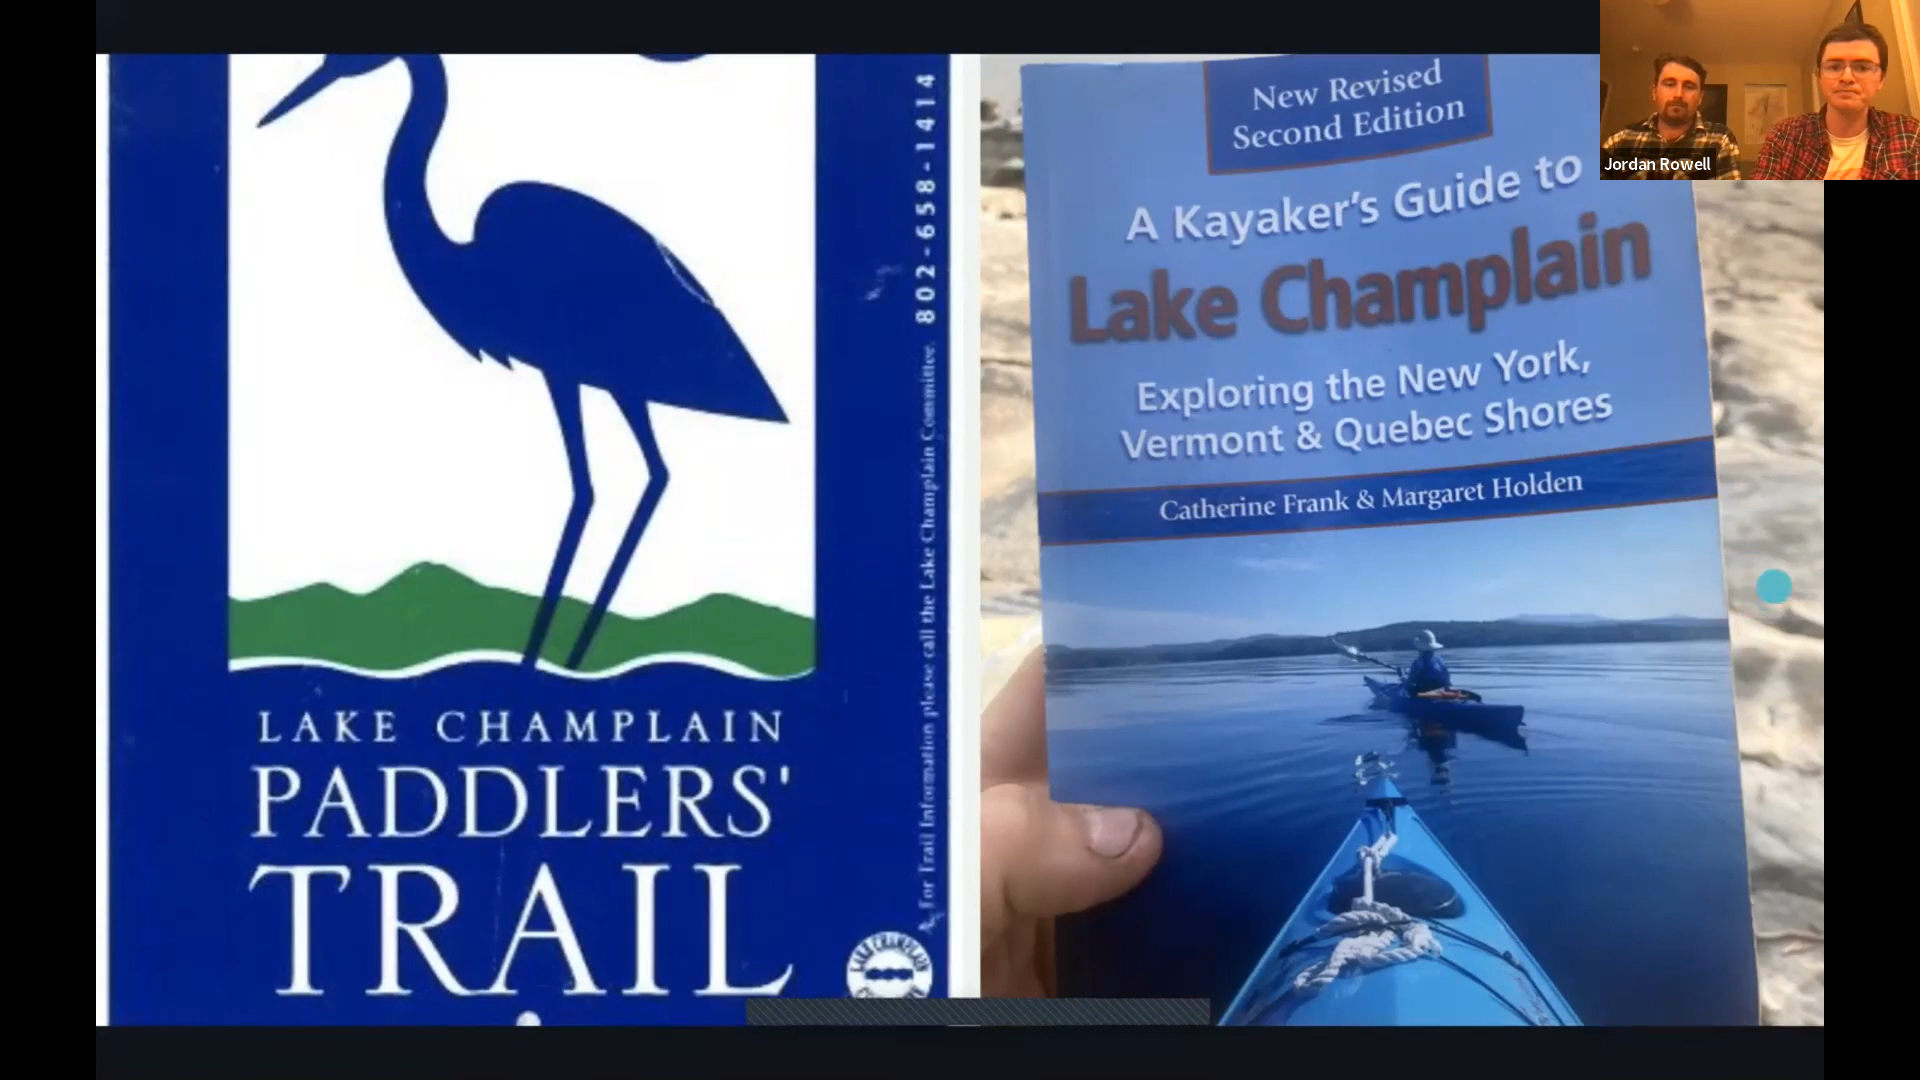 LAKE CHAMPLAIN
PADDLERS'
TRAIL
For Trail Information please call the Lake Champlain Committee. 802-658-1414
LAKE CHAMPLAIN
New Revised
Second Edition
A Kayaker's Guide to
Lake Champlain
Exploring the New York,
Vermont & Quebec Shores
Catherine Frank & Margaret Holden
Jordan Rowell